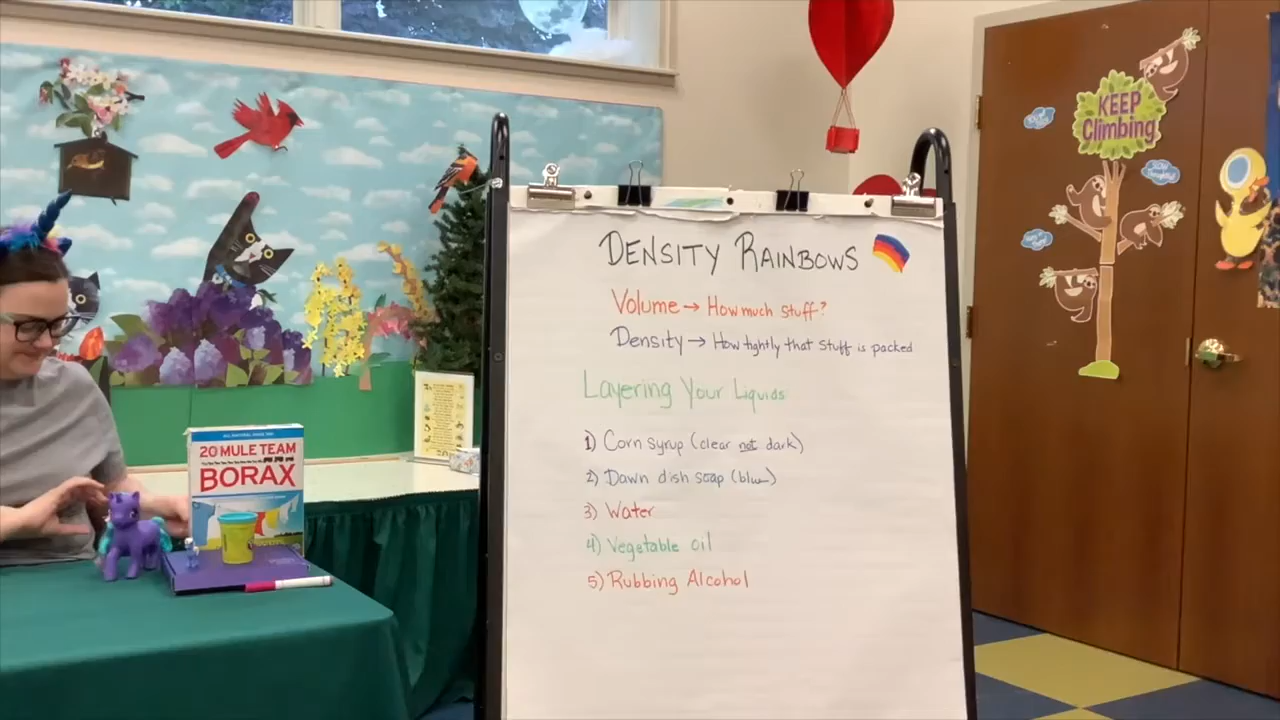 DENSITY RAINBOWS
Volume → How much stuff?
Density → How tightly that stuff is packed
Layering Your Liquids
1) Corn syrup (clear not dark)
2) Dawn dish soap (blue)
3) Water
4) Vegetable oil
5) Rubbing Alcohol
20 MULE TEAM
BORAX
KEEP
Climbing